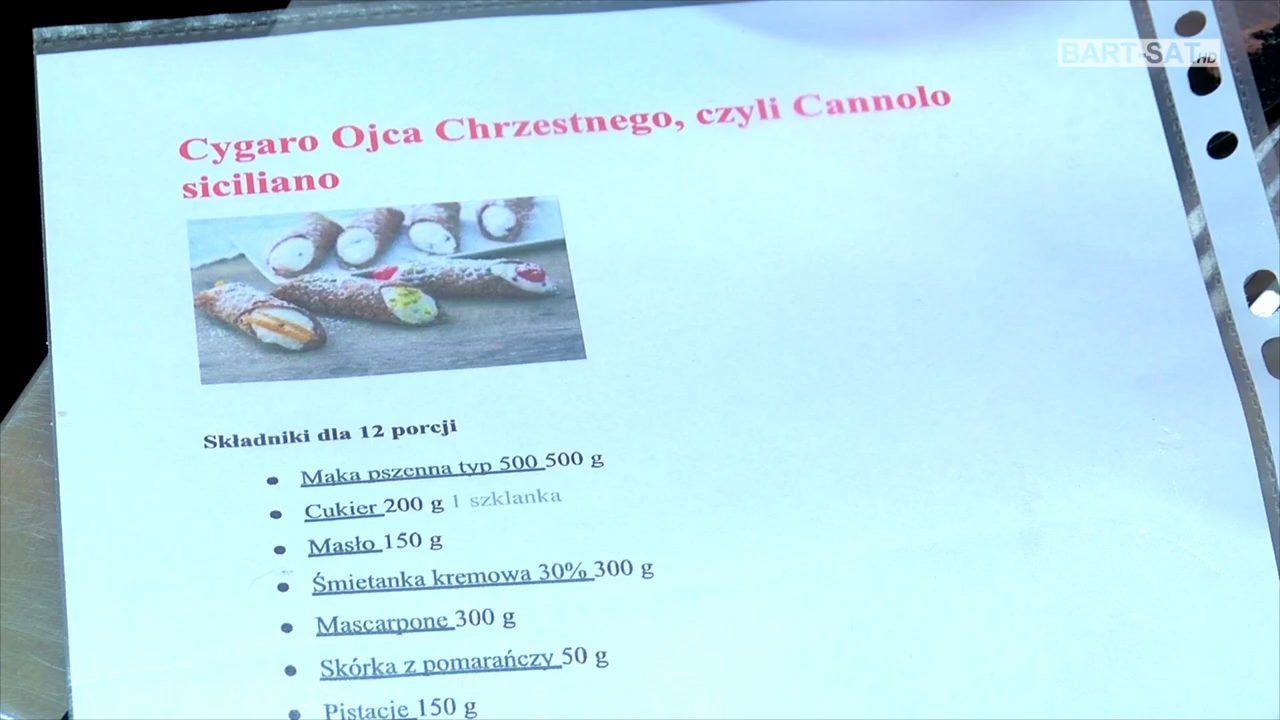 BART-SAT.HD
Cygaro Ojca Chrzestnego, czyli Cannolo
siciliano
Składniki dla 12 porcji
Maka pszenna typ 500 500 g
Cukier 200 g 1 szklanka
Masło 150 g
Śmietanka kremowa 30% 300 g
Mascarpone 300 g
Skórka z pomarańczy 50 g
Pistacje 150 g